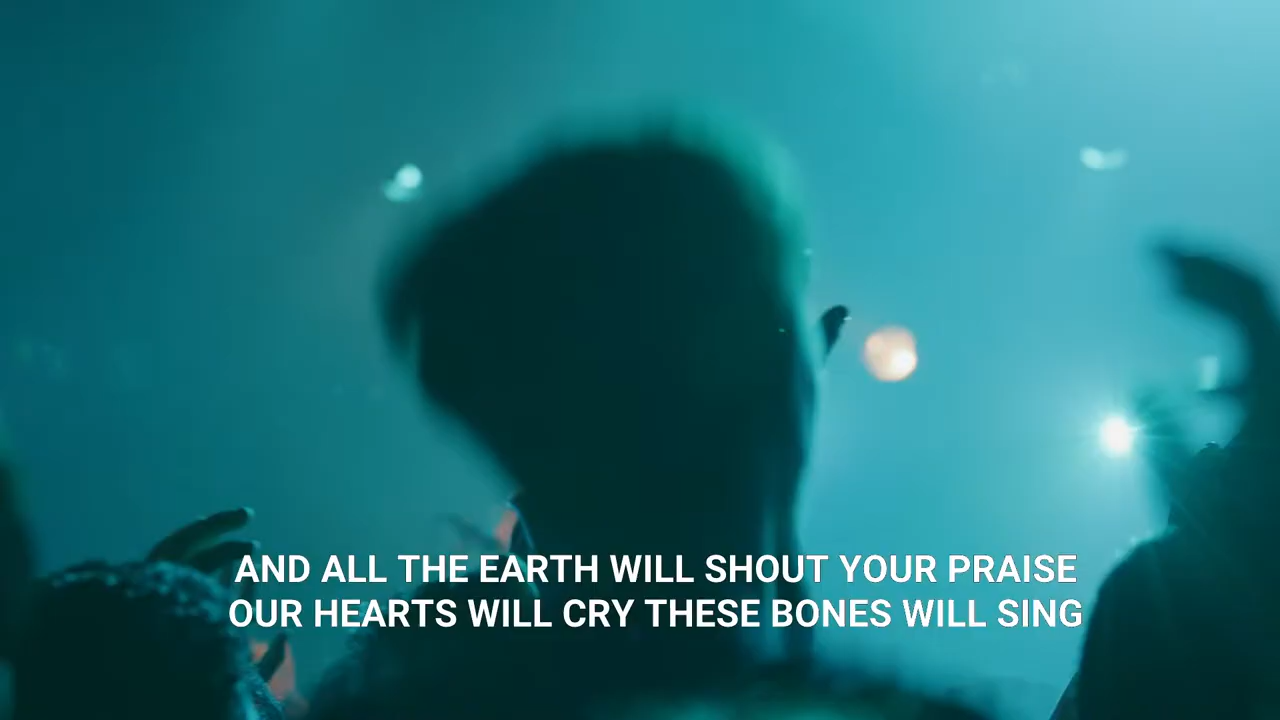 AND ALL THE EARTH WILL SHOUT YOUR PRAISE
OUR HEARTS WILL CRY THESE BONES WILL SING